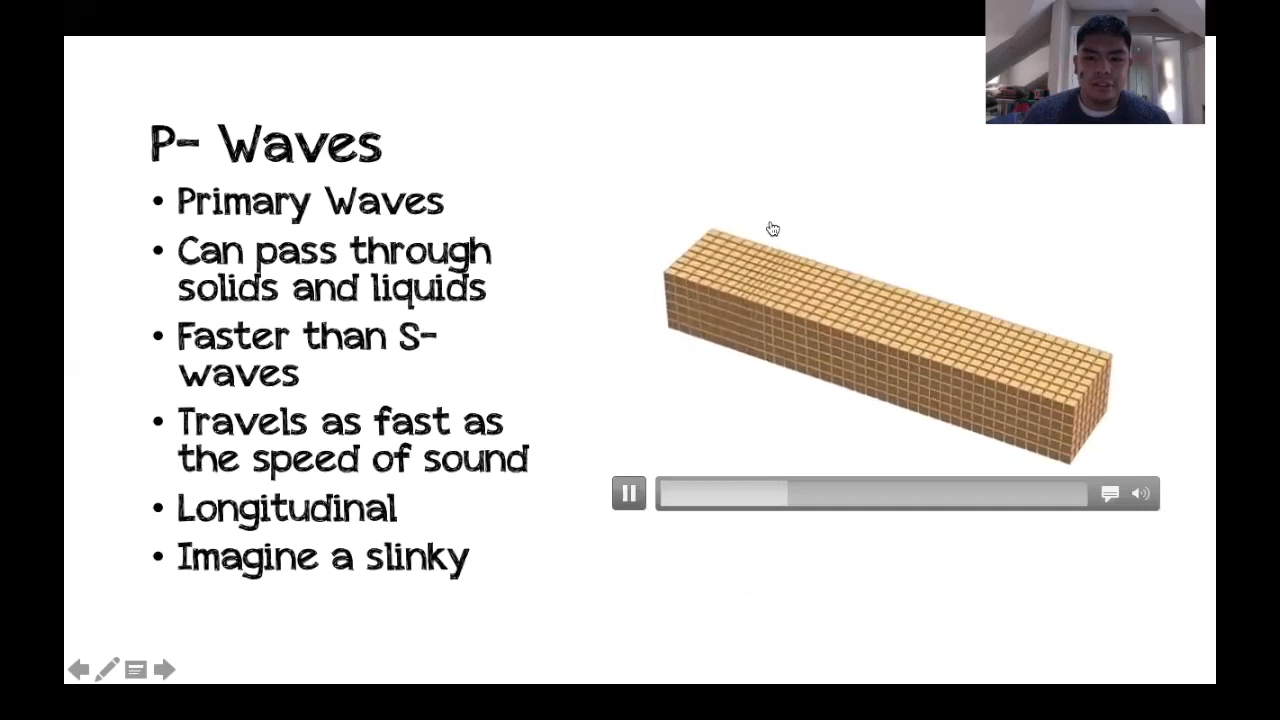 P- Waves
• Primary Waves
• Can pass through
solids and liquids
• Faster than S-
waves
• Travels as fast as
the speed of sound
• Longitudinal
• Imagine a slinky